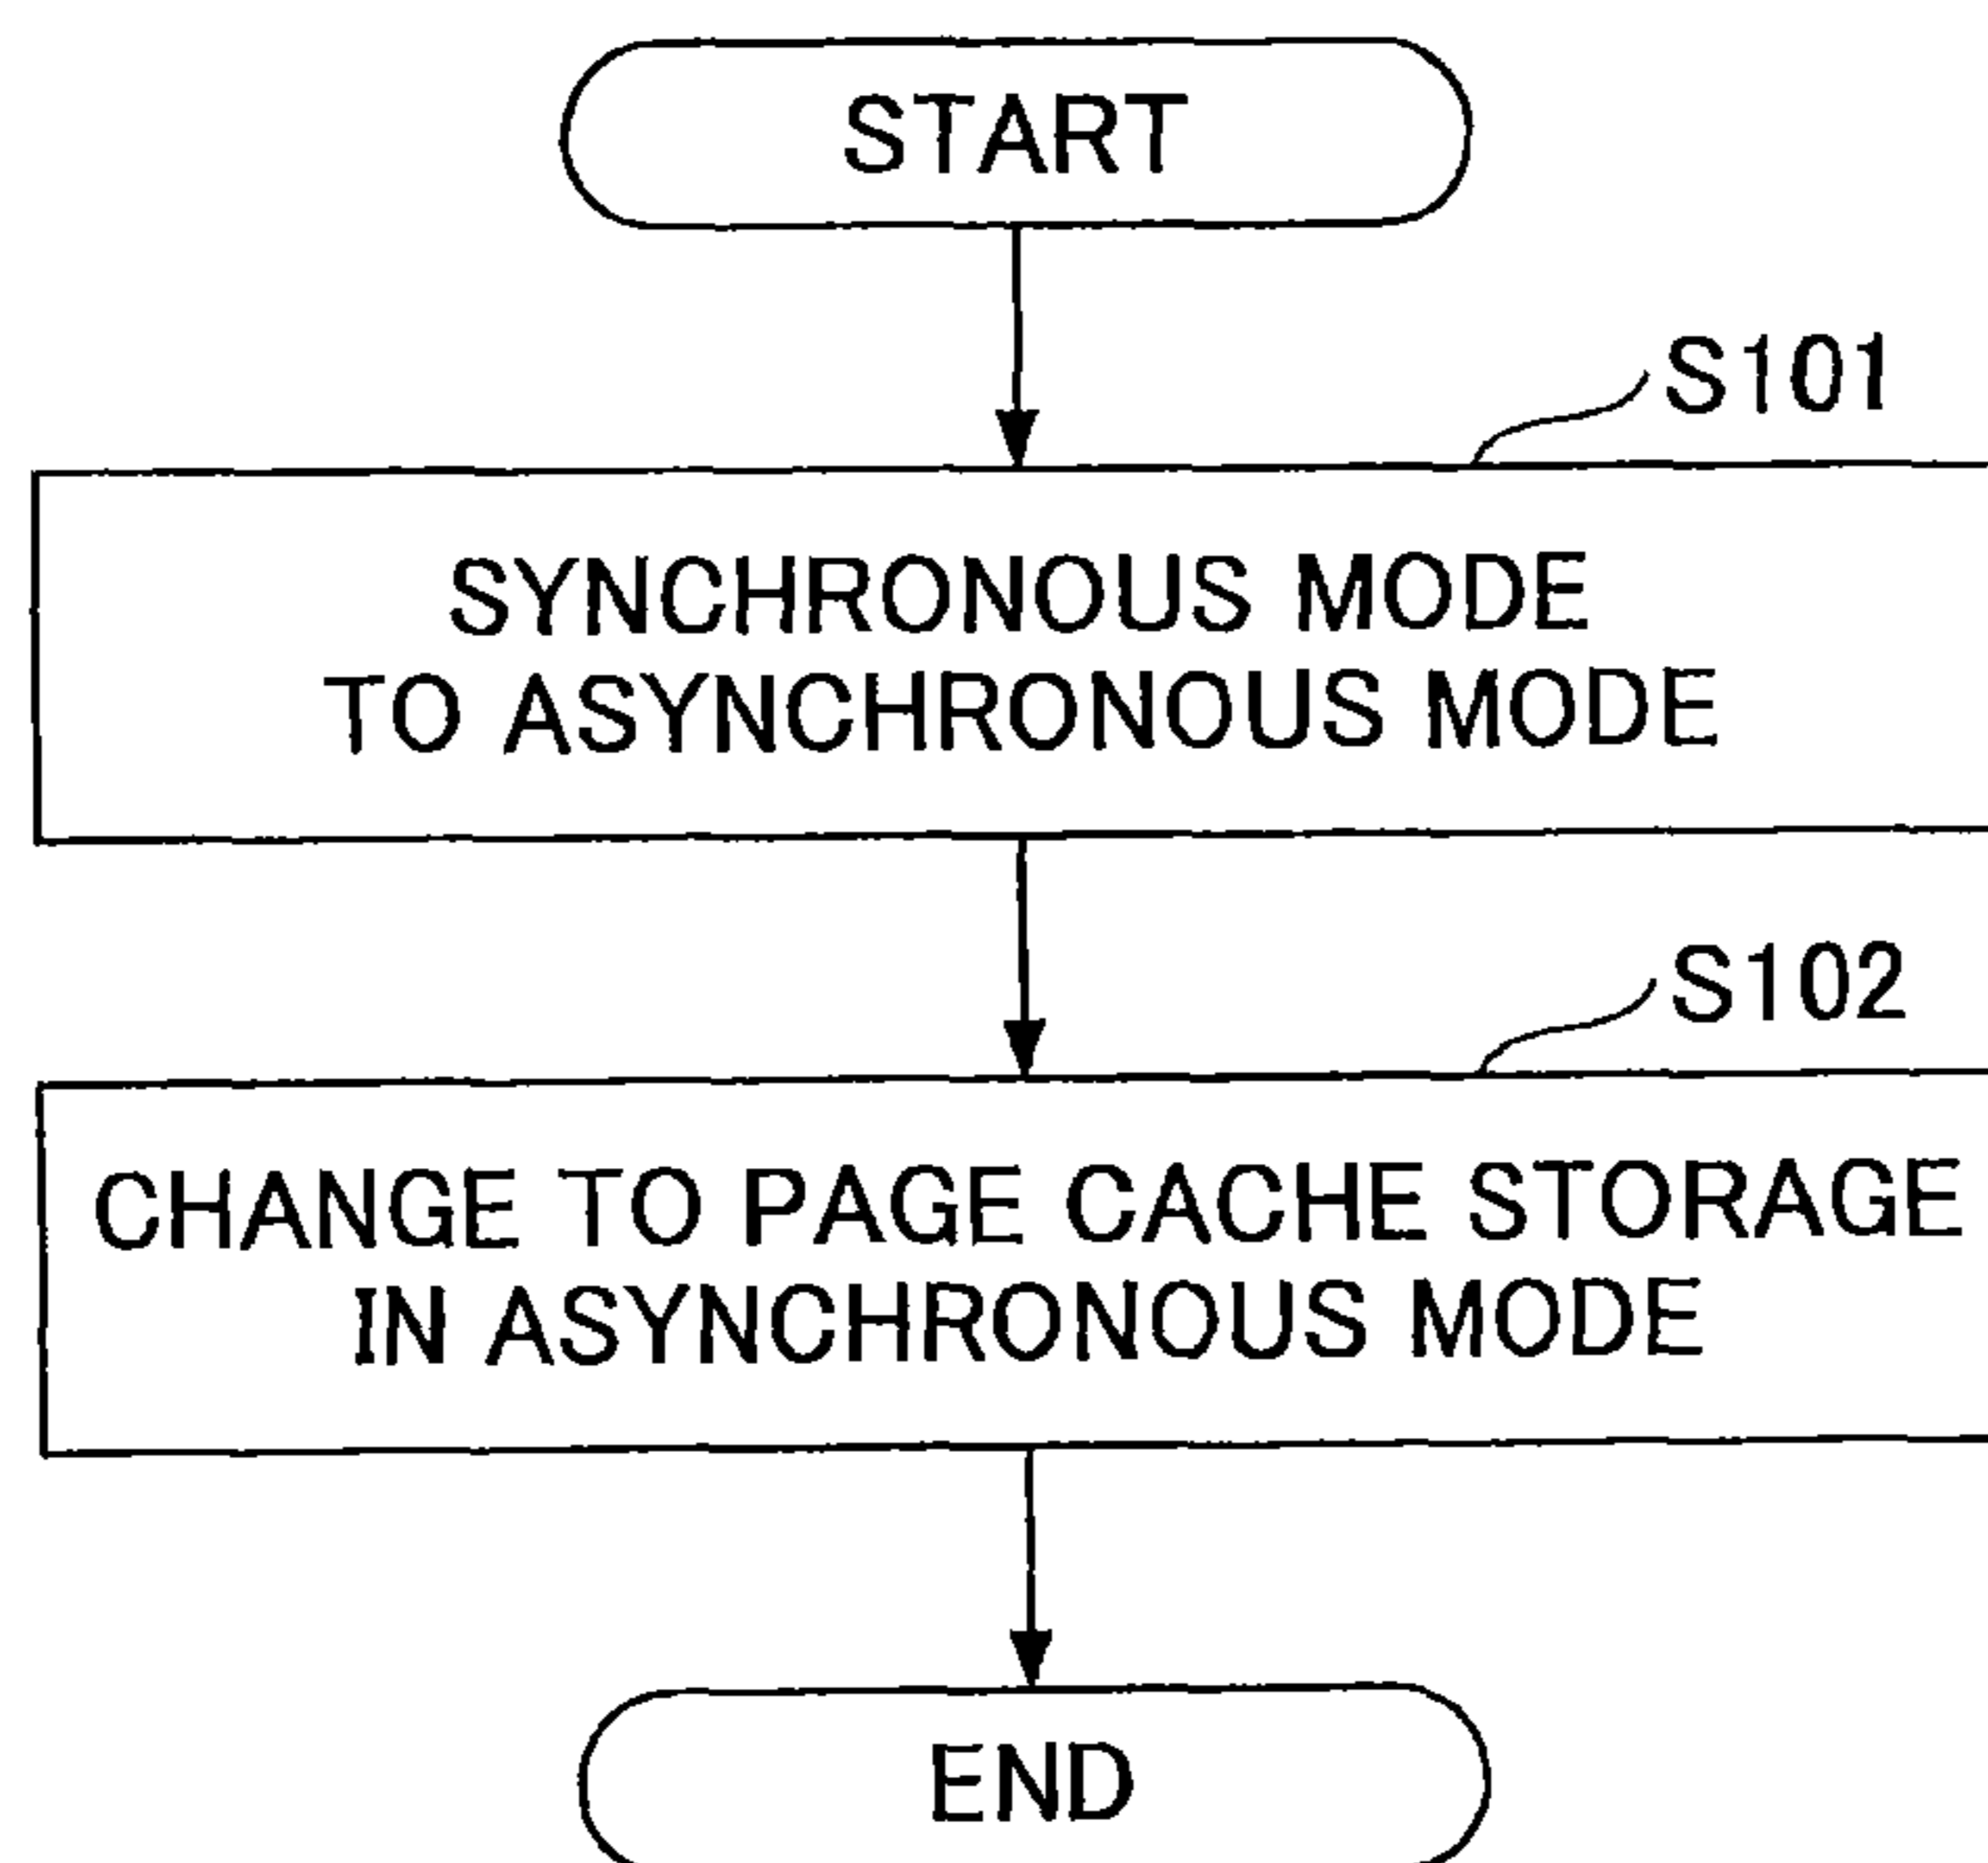 START
S101
SYNCHRONOUS MODE
TO ASYNCHRONOUS MODE
S102
CHANGE TO PAGE CACHE STORAGE
IN ASYNCHRONOUS MODE
END